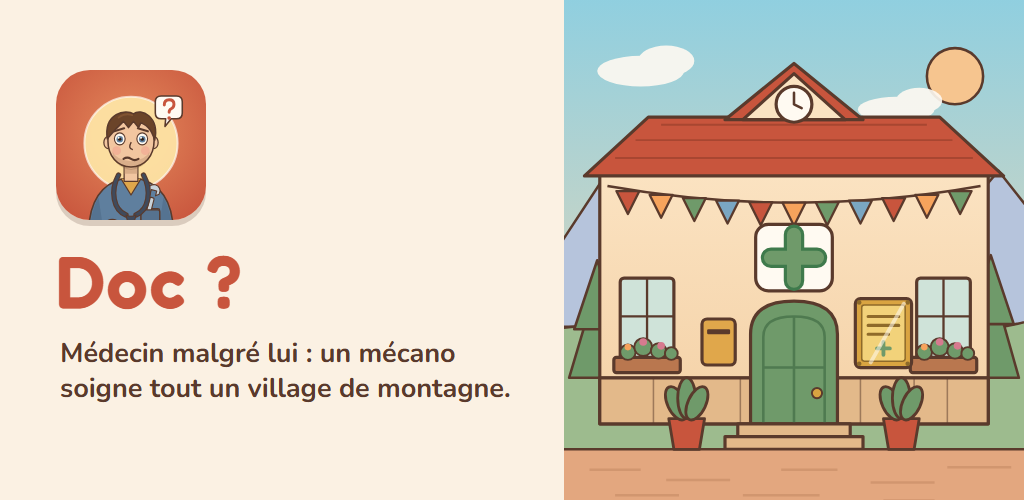 ?
Doc ?
Médecin malgré lui : un mécano
soigne tout un village de montagne.